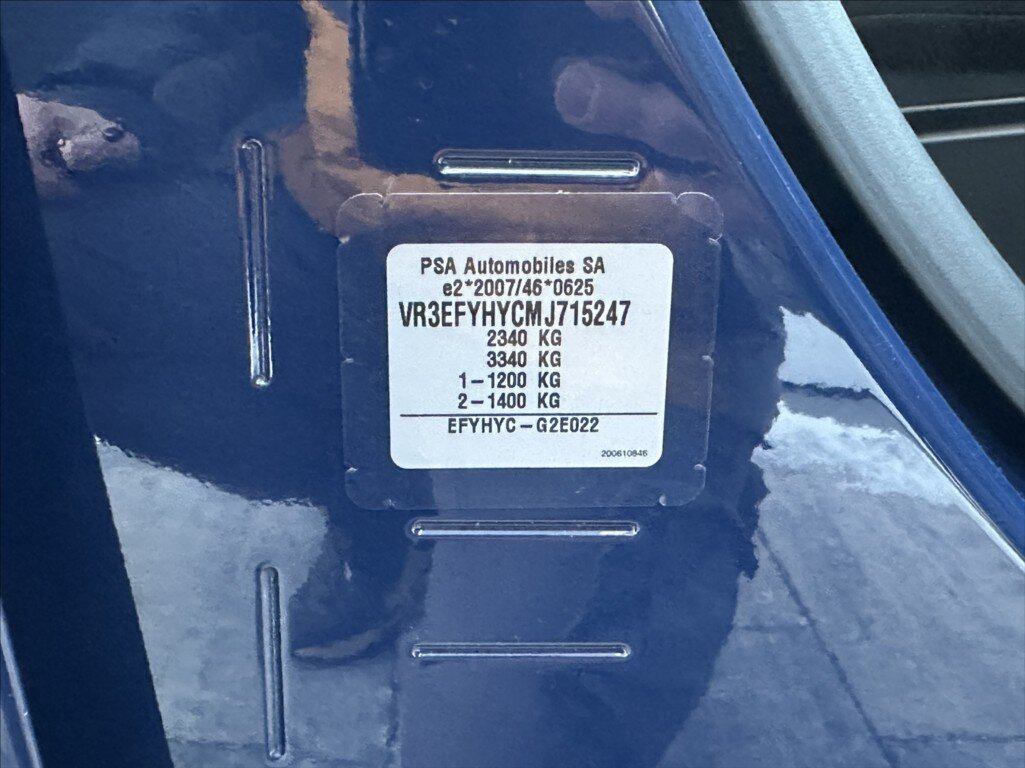 PSA Automobiles SA
e2*2007/46*0625
VR3EFYHYCMJ715247
2340 KG
3340 KG
1-1200 KG
2-1400 KG
EFYHYC-G2E022
200610846